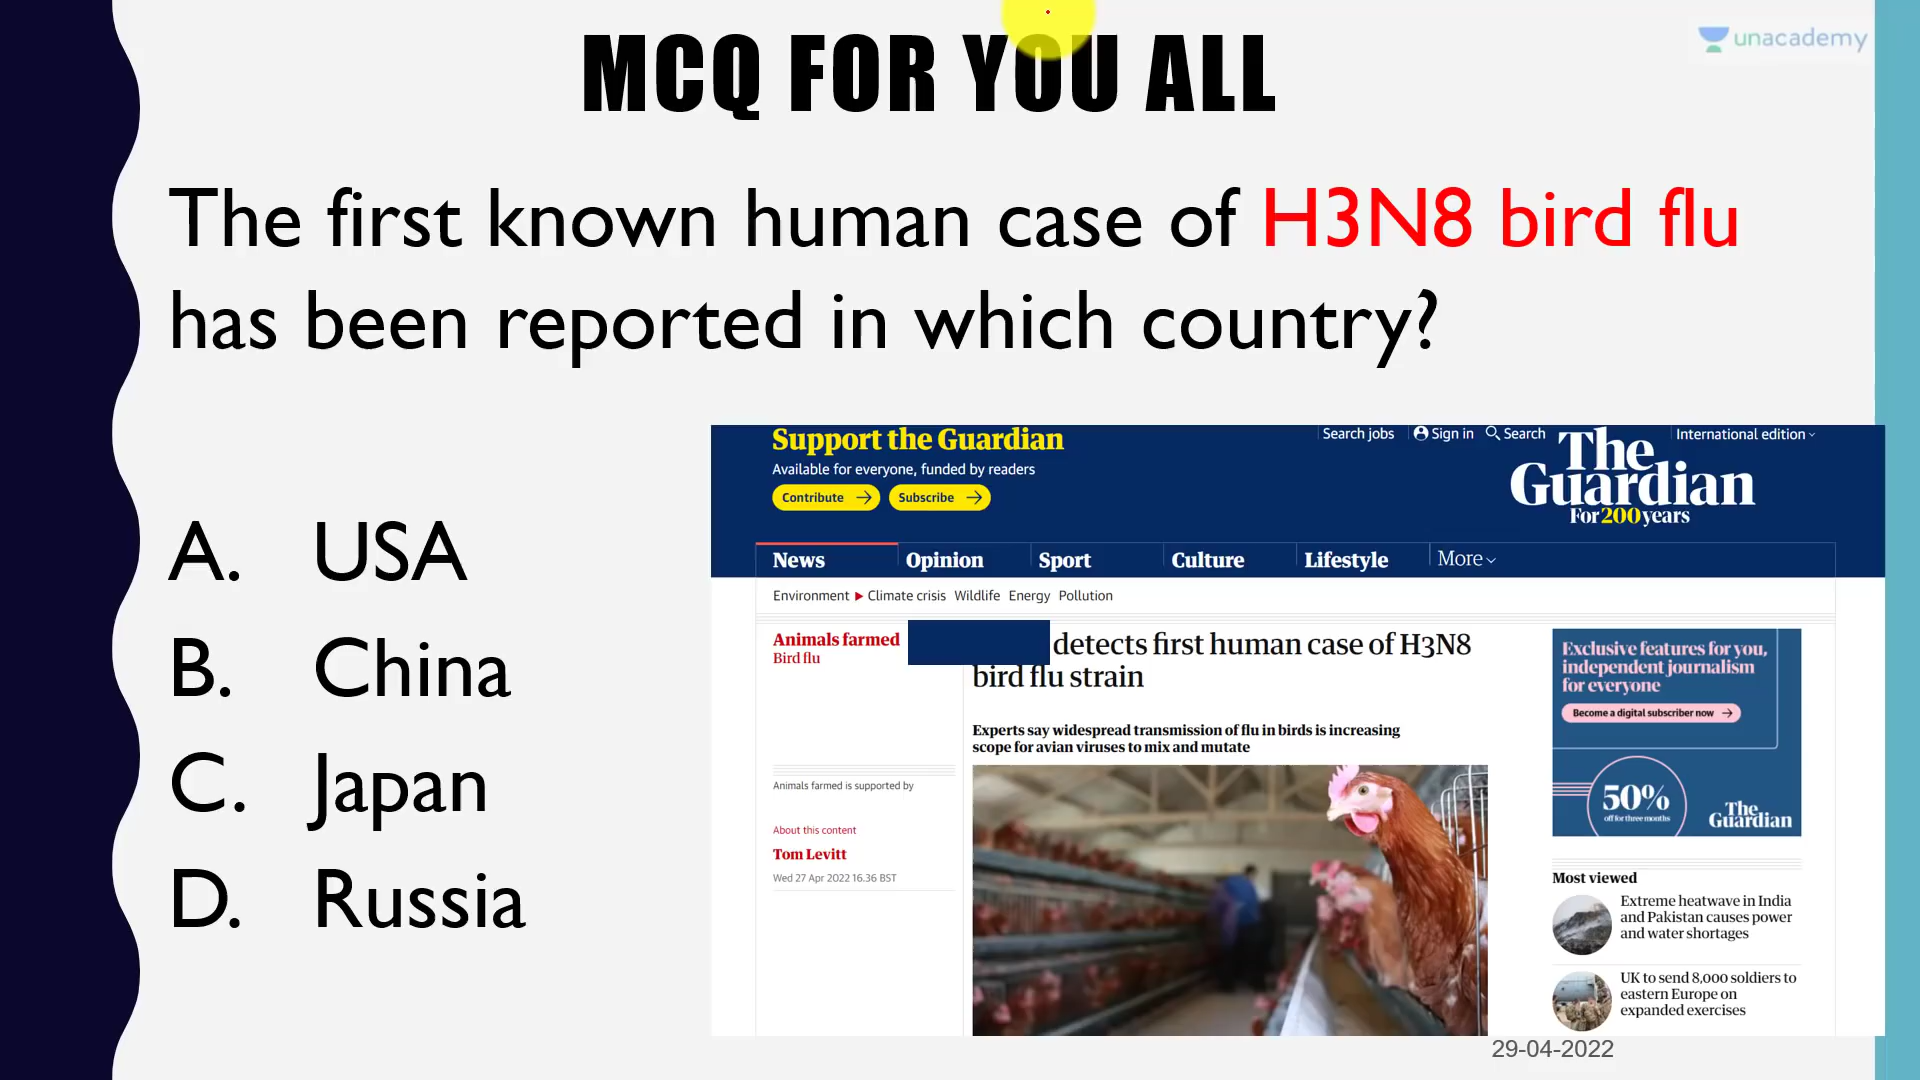 MCQ FOR YOU ALL
unacademy
The first known human case of H3N8 bird flu
has been reported in which country?
A. USA
B. China
C. Japan
D. Russia
Support the Guardian
Available for everyone, funded by readers
Contribute
Subscribe
Search jobs
Sign in
Search
International edition
The
Guardian
For 200 years
News
Opinion
Sport
Culture
Lifestyle
More
Environment
Climate crisis
Wildlife
Energy
Pollution
Animals farmed
Bird flu
detects first human case of H3N8
bird flu strain
Experts say widespread transmission of flu in birds is increasing
scope for avian viruses to mix and mutate
Animals farmed is supported by
About this content
Tom Levitt
Wed 27 Apr 2022 16.36 BST
Exclusive features for you,
independent journalism
for everyone
Become a digital subscriber now
50%
off for three months
The
Guardian
Most viewed
Extreme heatwave in India
and Pakistan causes power
and water shortages
UK to send 8,000 soldiers to
eastern Europe on
expanded exercises
29-04-2022